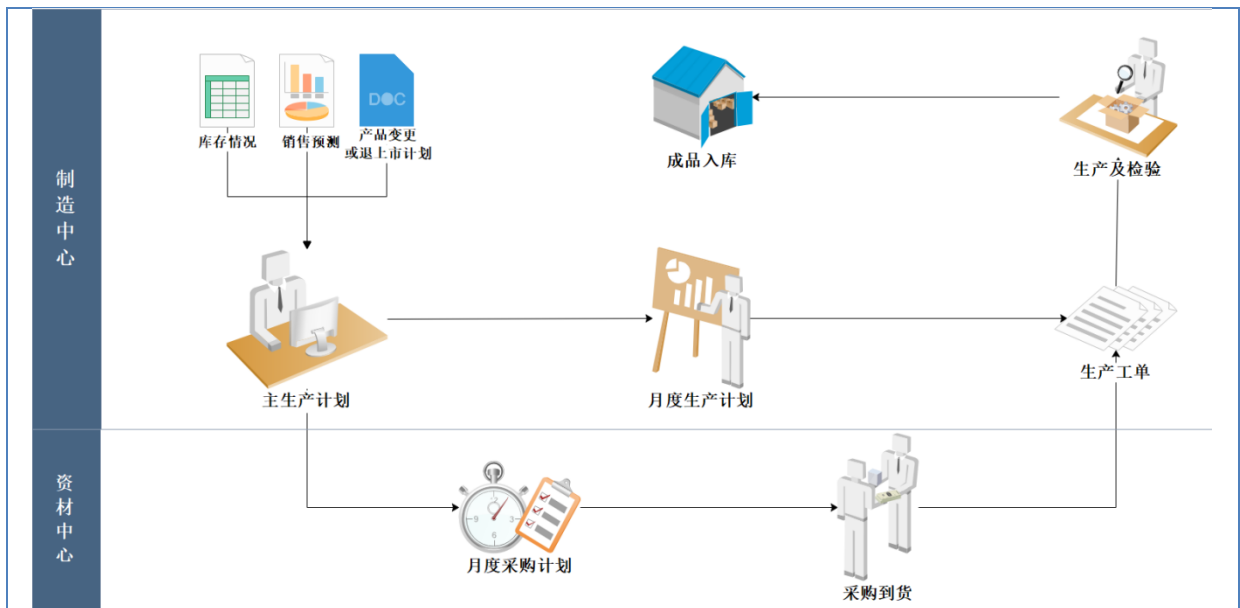 制造中心
DOC
库存情况
销售预测
产品变更
或退上市计划
成品入库
生产及检验
主生产计划
月度生产计划
生产工单
资材中心
月度采购计划
采购到货